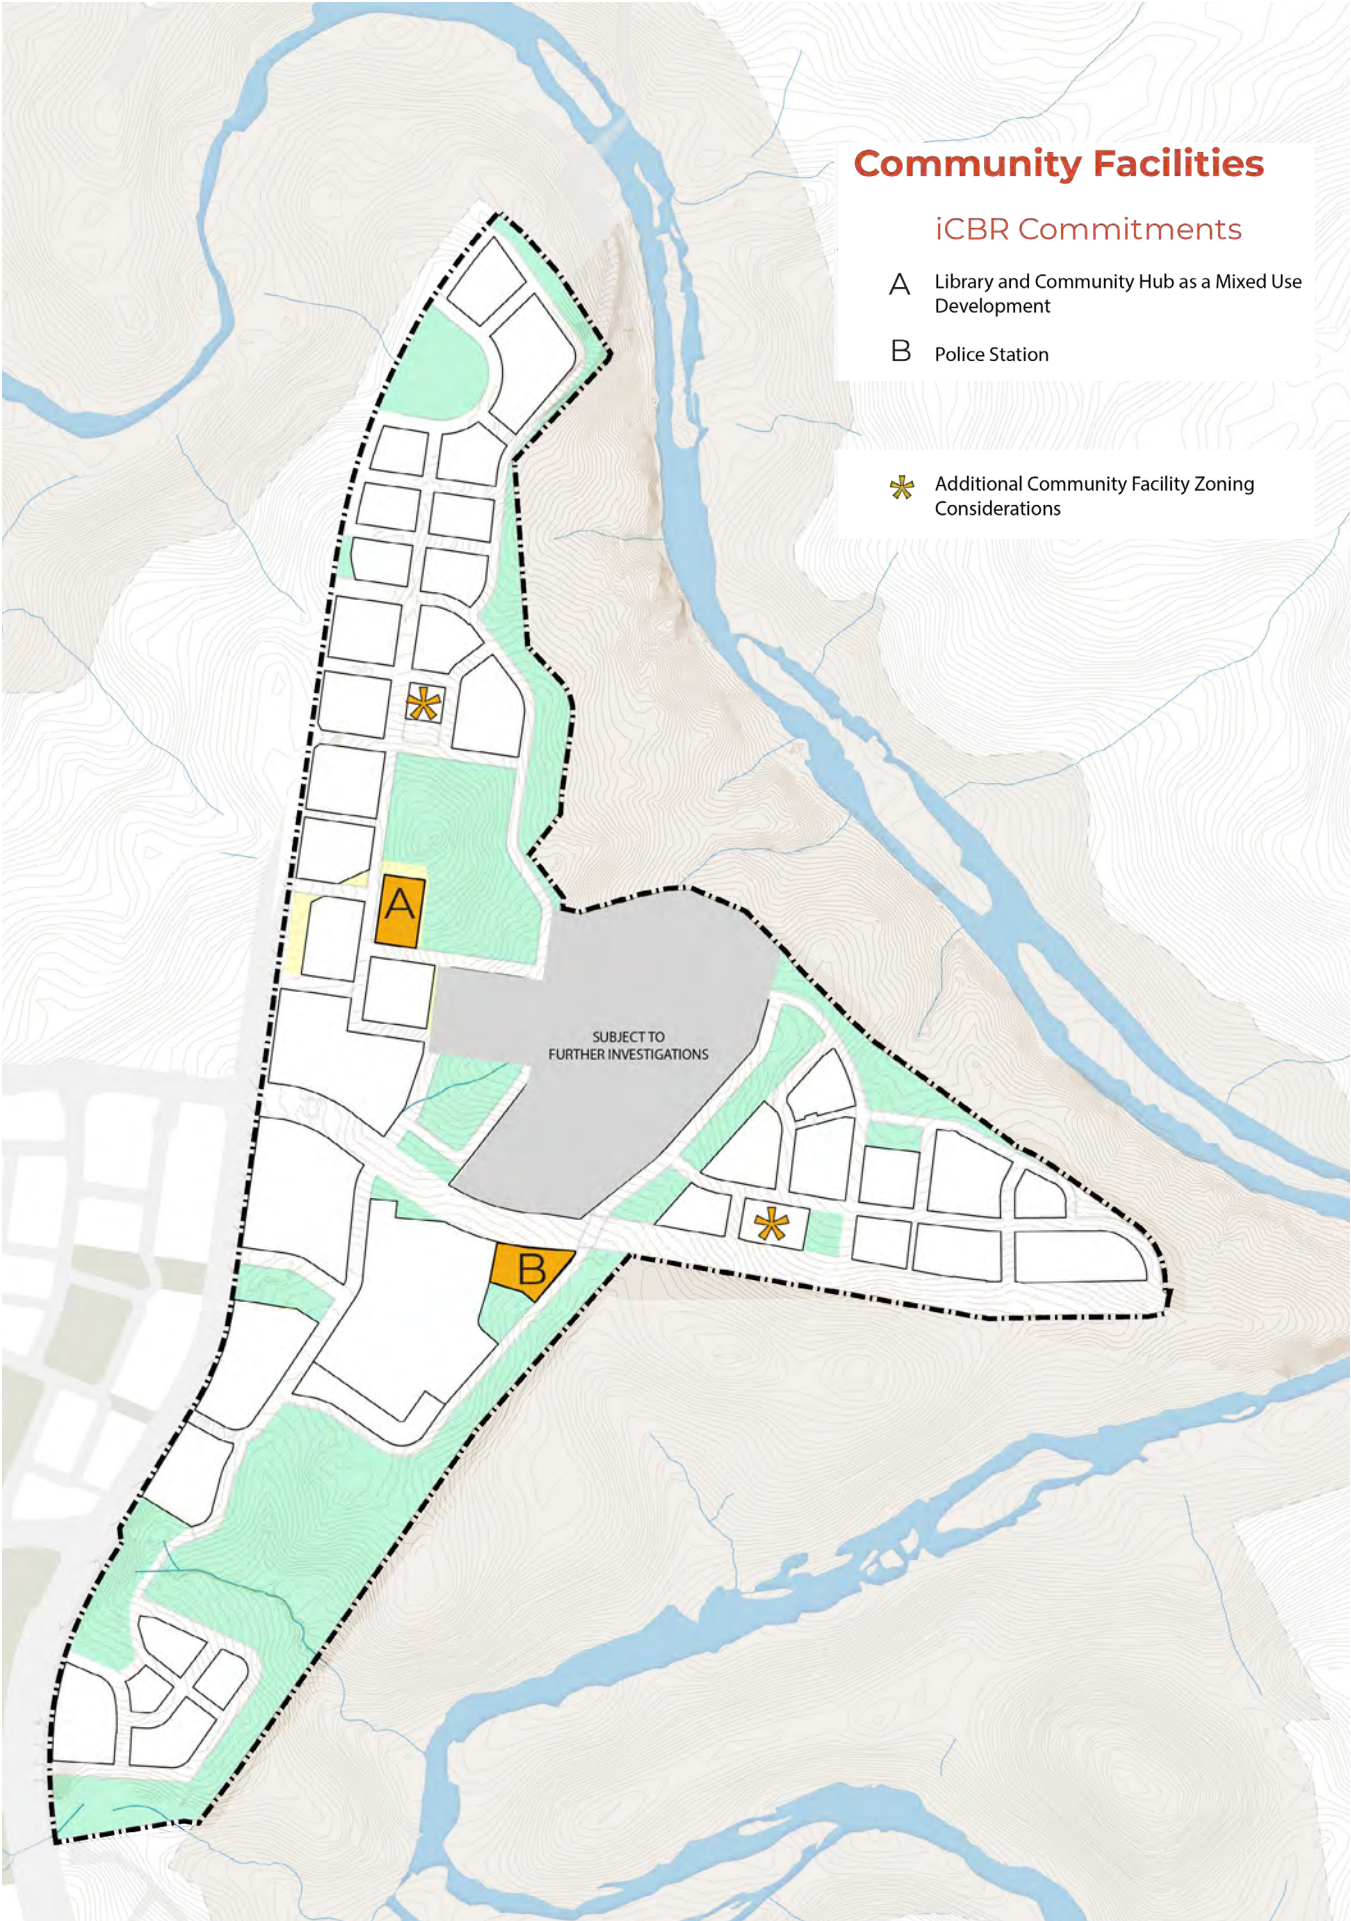 Community Facilities
iCBR Commitments
A Library and Community Hub as a Mixed Use
Development
B Police Station
Additional Community Facility Zoning
Considerations
A
SUBJECT TO
FURTHER INVESTIGATIONS
B